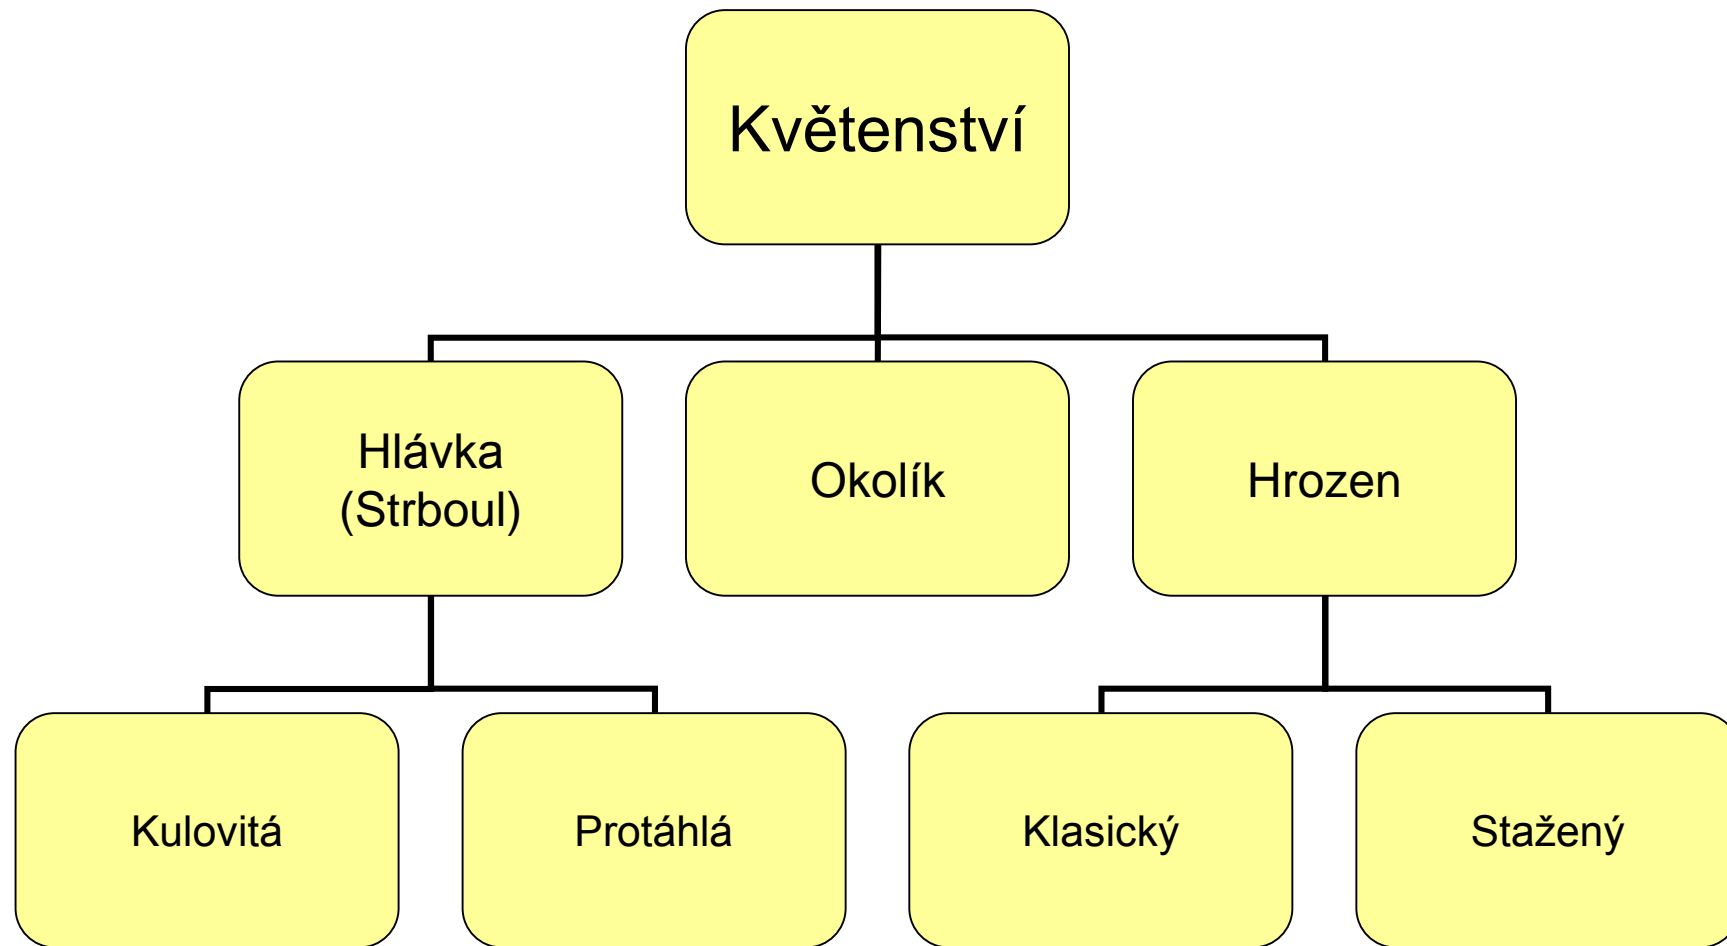 Květenství
Hlávka
(Strboul)
Okolík
Hrozen
Kulovitá
Protáhlá
Klasický
Stažený